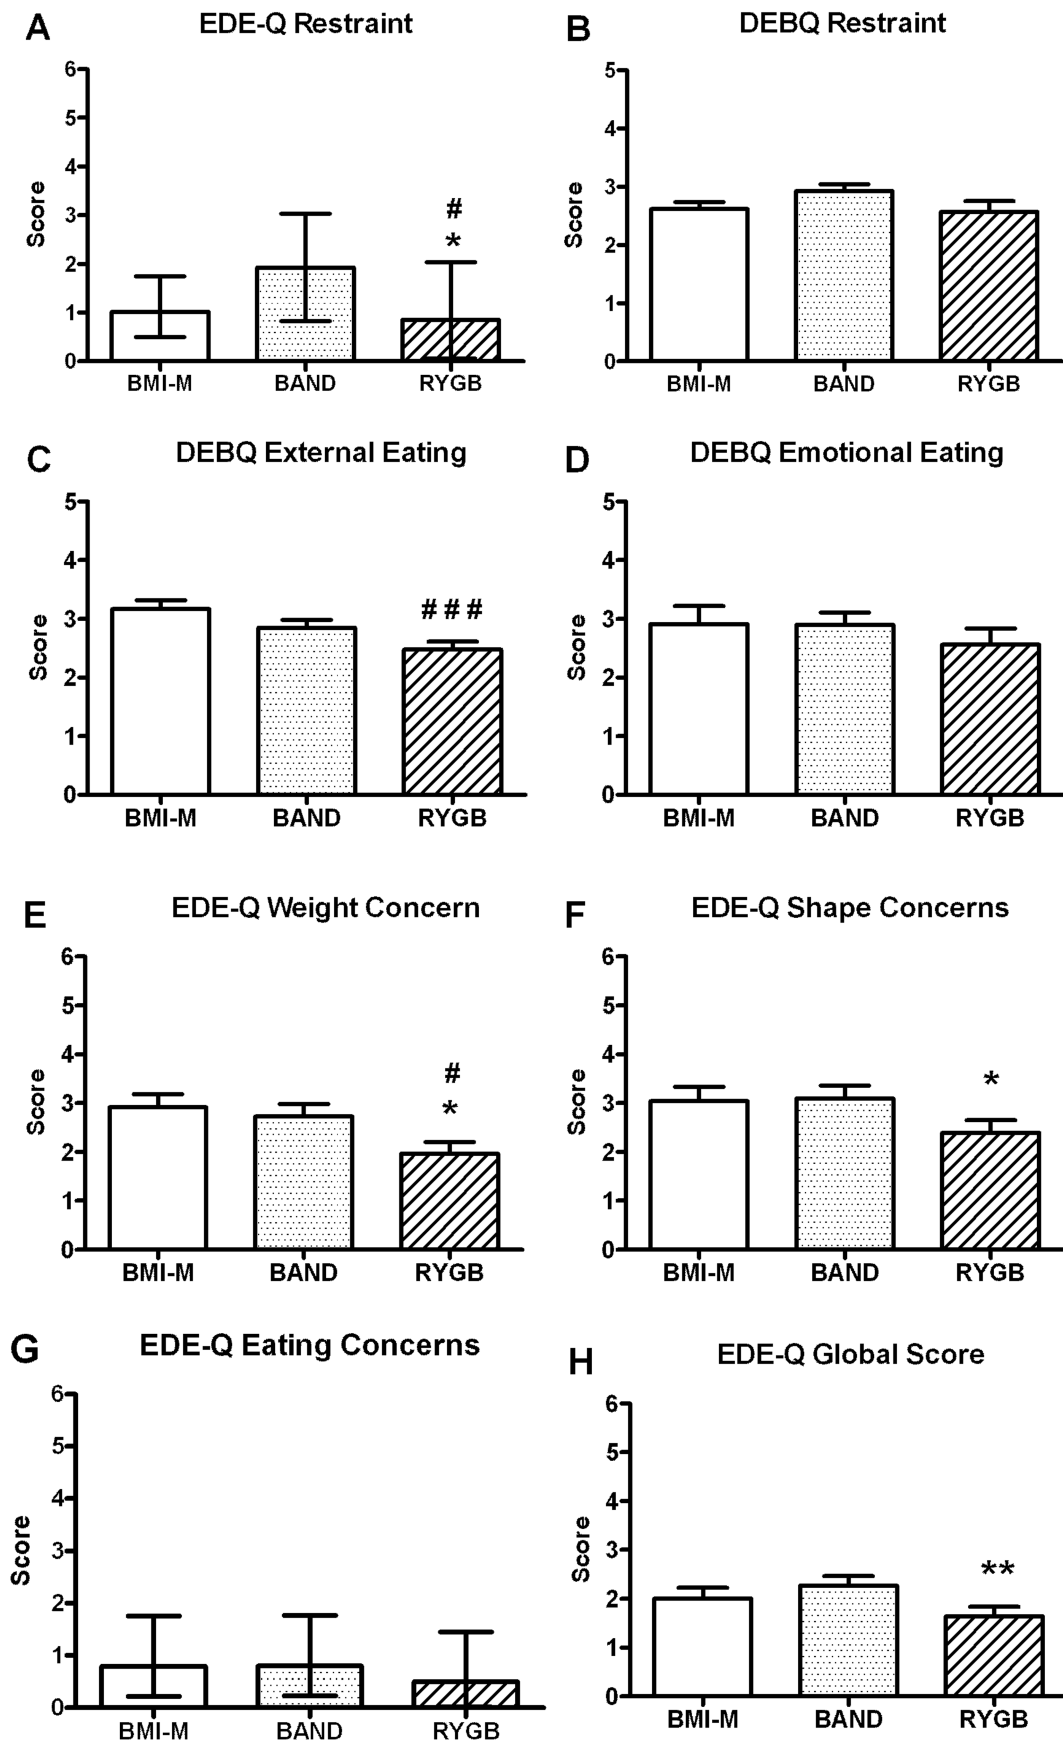 A
EDE-Q Restraint
B
DEBQ Restraint
6
5
4
3
2
1
0
Score
#
*
BMI-M
BAND
RYGB
5
4
3
2
1
0
Score
BMI-M
BAND
RYGB
C
DEBQ External Eating
D
DEBQ Emotional Eating
5
4
3
2
1
0
Score
###
BMI-M
BAND
RYGB
5
4
3
2
1
0
Score
BMI-M
BAND
RYGB
E
EDE-Q Weight Concern
F
EDE-Q Shape Concerns
6
5
4
3
2
1
0
Score
#
*
BMI-M
BAND
RYGB
6
5
4
3
2
1
0
Score
*
BMI-M
BAND
RYGB
G
EDE-Q Eating Concerns
H
EDE-Q Global Score
6
5
4
3
2
1
0
Score
BMI-M
BAND
RYGB
6
5
4
3
2
1
0
Score
**
BMI-M
BAND
RYGB